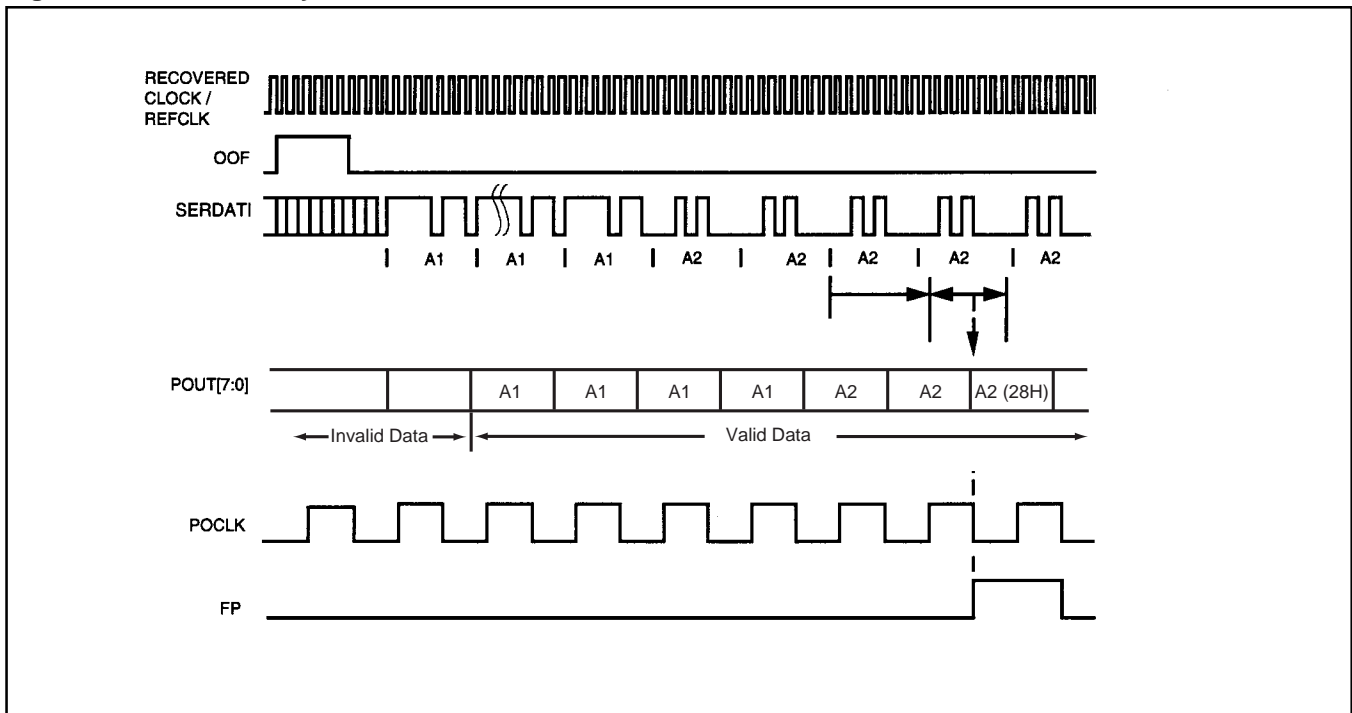 RECOVERED
CLOCK /
REFCLK
OOF
SERDATI
A1 A1 A1 A2 A2 A2 A2 A2
POUT[7:0]
A1 A1 A1 A1 A2 A2 A2 (28H)
Invalid Data Valid Data
POCLK
FP